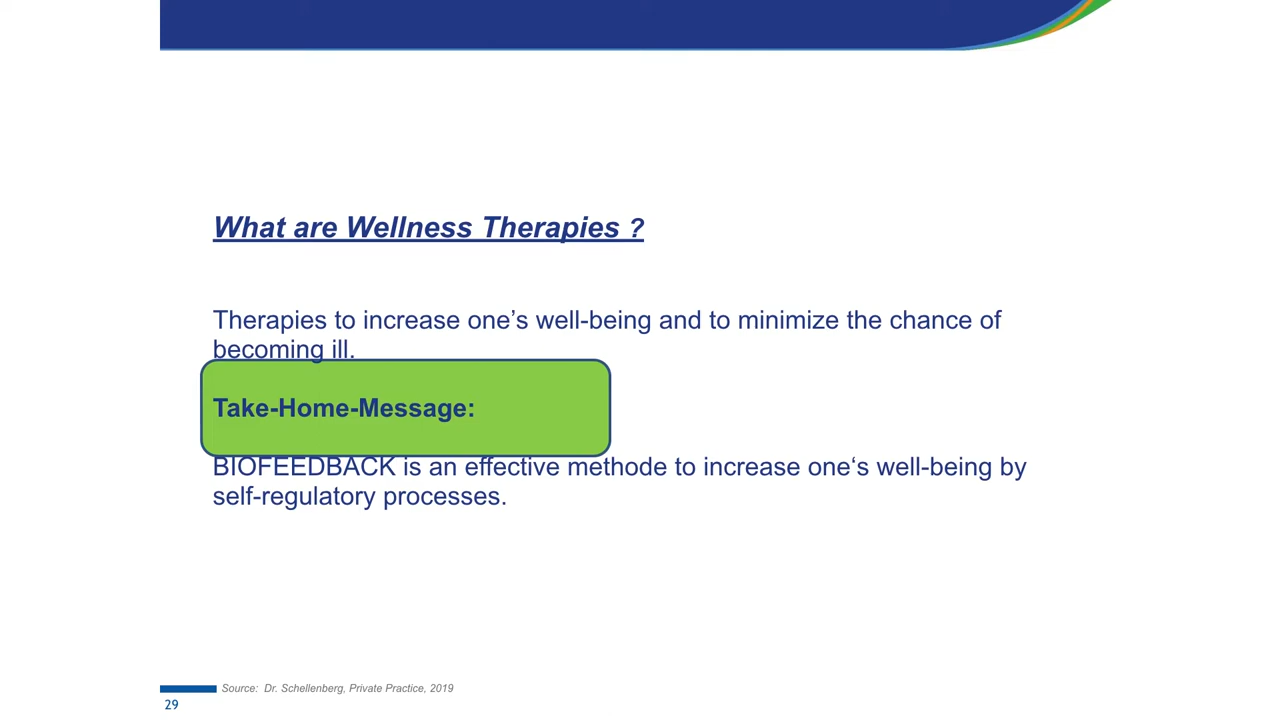 What are Wellness Therapies ?
Therapies to increase one’s well-being and to minimize the chance of
becoming ill.
Take-Home-Message:
BIOFEEDBACK is an effective methode to increase one‘s well-being by
self-regulatory processes.
Source: Dr. Schellenberg, Private Practice, 2019
29